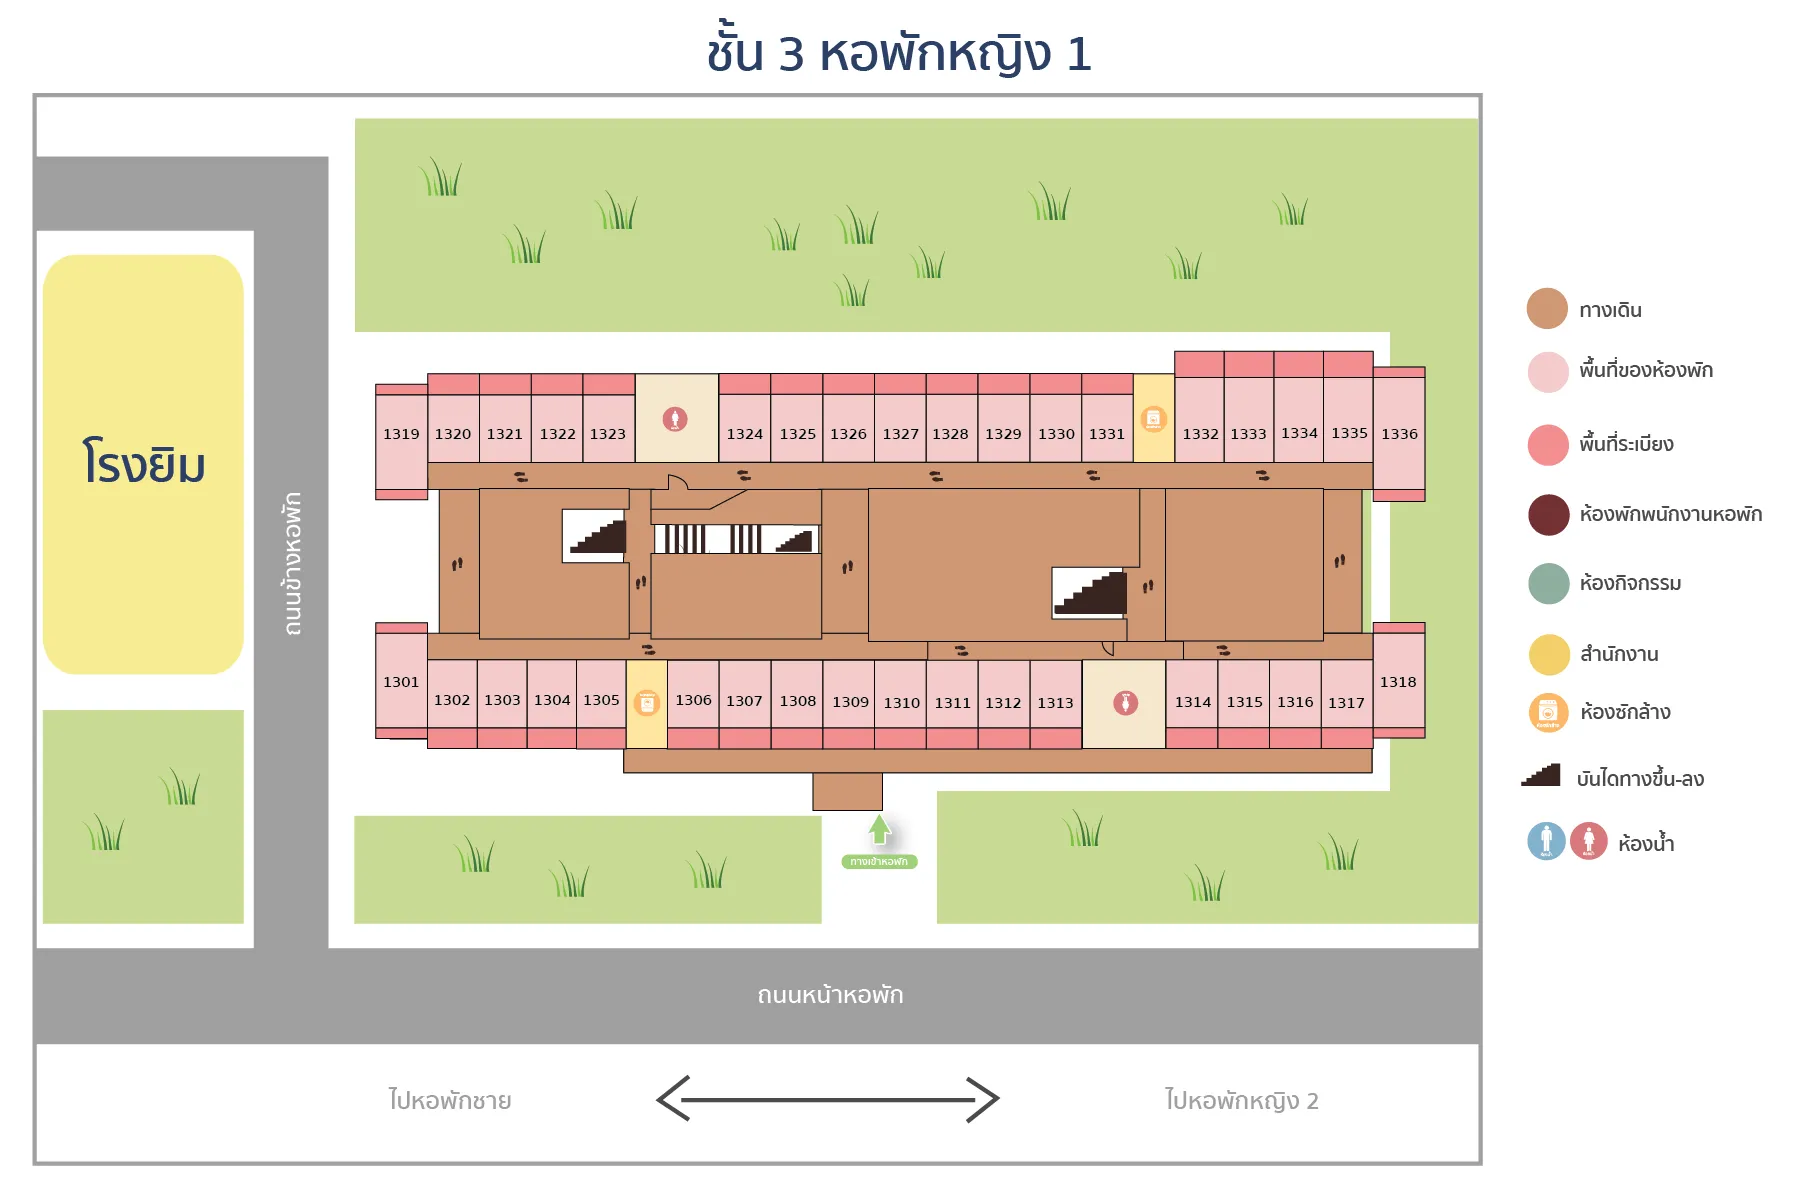 ชั้น 3 หอพักหญิง 1
โรงยิม
ถนนข้างหอพัก
1319 1320 1321 1322 1323 1324 1325 1326 1327 1328 1329 1330 1331 1332 1333 1334 1335 1336
1301 1302 1303 1304 1305 1306 1307 1308 1309 1310 1311 1312 1313 1314 1315 1316 1317 1318
ทางเข้าหอพัก
ถนนหน้าหอพัก
ไปหอพักชาย
ไปหอพักหญิง 2
ทางเดิน
พื้นที่ของห้องพัก
พื้นที่ระเบียง
ห้องพักพนักงานหอพัก
ห้องกิจกรรม
สำนักงาน
ห้องซักล้าง
บันไดทางขึ้น-ลง
ห้องน้ำ